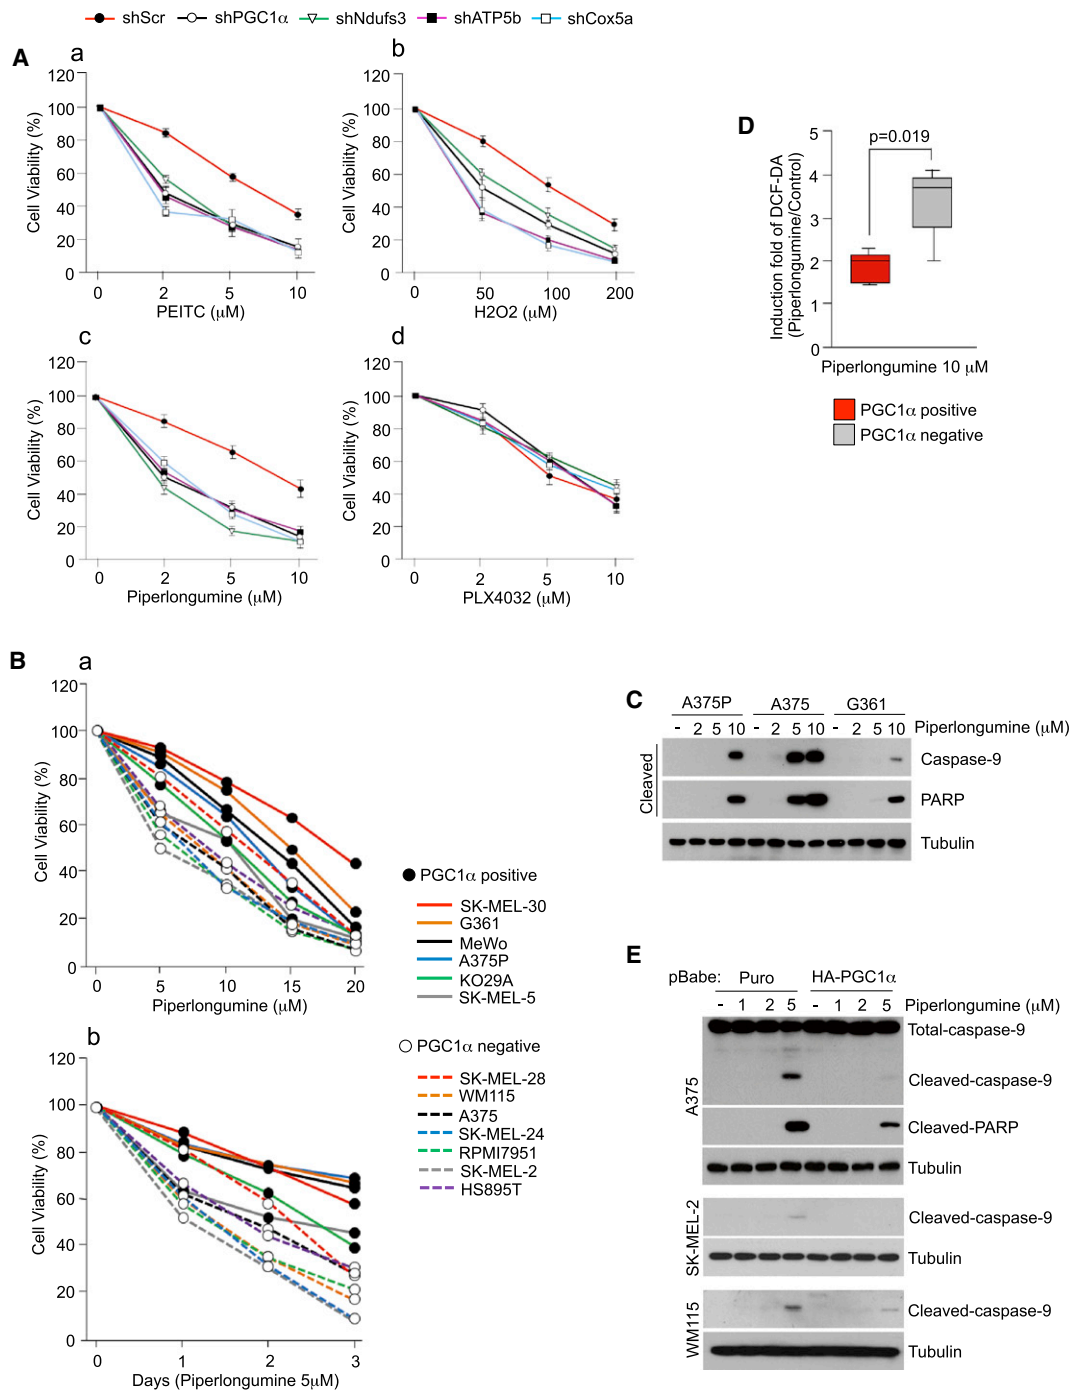 shScr shPGC1α shNdufs3 shATP5b shCox5a
A
a
120
100
80
60
40
20
0
Cell Viability (%)
0 2 5 10
PEITC (µM)
b
120
100
80
60
40
20
0
Cell Viability (%)
0 50 100 200
H2O2 (µM)
c
120
100
80
60
40
20
0
Cell Viability (%)
0 2 5 10
Piperlongumine (µM)
d
120
100
80
60
40
20
0
Cell Viability (%)
0 2 5 10
PLX4032 (µM)
D
5
4
3
2
1
0
Induction fold of DCF-DA
(Piperlongumine/Control)
p=0.019
Piperlongumine 10 µM
PGC1α positive
PGC1α negative
B
a
120
100
80
60
40
20
0
Cell Viability (%)
0 5 10 15 20
Piperlongumine (µM)
b
120
100
80
60
40
20
0
Cell Viability (%)
0 1 2 3
Days (Piperlongumine 5µM)
PGC1α positive
SK-MEL-30
G361
MeWo
A375P
KO29A
SK-MEL-5
PGC1α negative
SK-MEL-28
WM115
A375
SK-MEL-24
RPMI7951
SK-MEL-2
HS895T
C
A375P A375 G361
- 2 5 10 - 2 5 10 - 2 5 10 Piperlongumine (µM)
Cleaved
Caspase-9
PARP
Tubulin
E
pBabe: Puro HA-PGC1α
- 1 2 5 - 1 2 5 Piperlongumine (µM)
A375
Total-caspase-9
Cleaved-caspase-9
Cleaved-PARP
Tubulin
SK-MEL-2
Cleaved-caspase-9
Tubulin
WM115
Cleaved-caspase-9
Tubulin